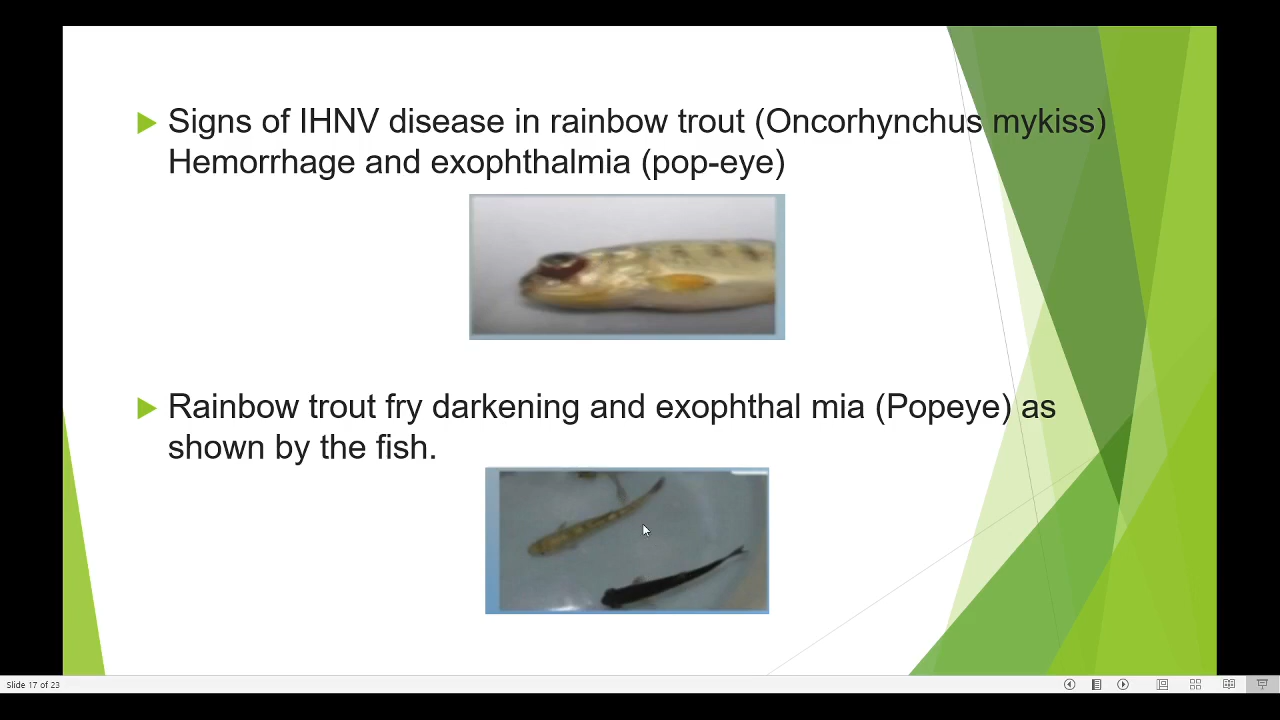 Signs of IHNV disease in rainbow trout (Oncorhynchus mykiss)
Hemorrhage and exophthalmia (pop-eye)
Rainbow trout fry darkening and exophthal mia (Popeye) as
shown by the fish.
Slide 17 of 23